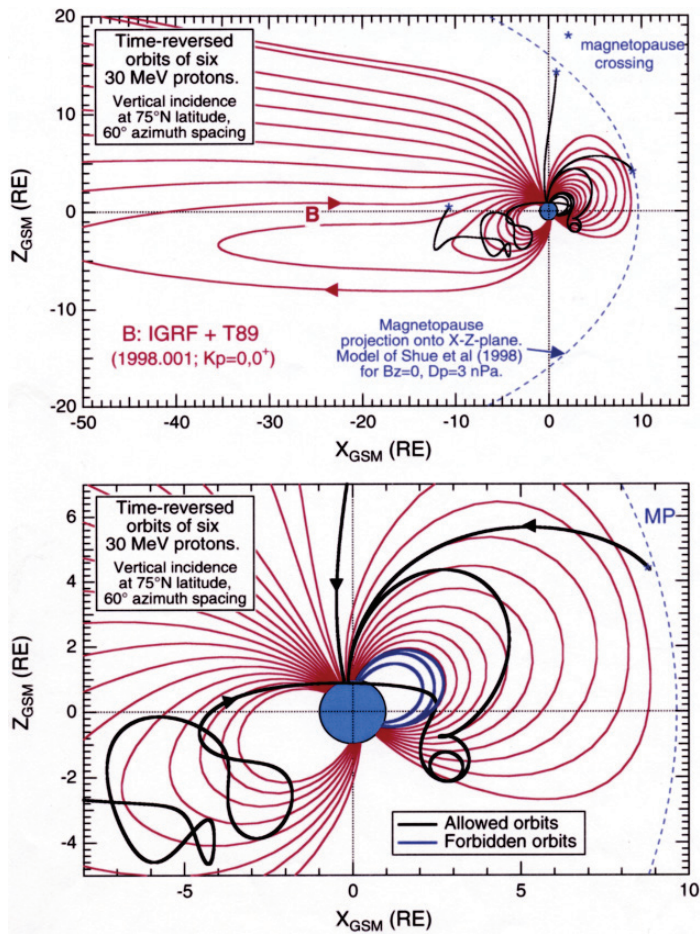 Time-reversed
orbits of six
30 MeV protons.
Vertical incidence
at 75°N latitude,
60° azimuth spacing
* magnetopause
crossing
B
B: IGRF + T89
(1998.001; Kp=0,0⁺)
Magnetopause
projection onto X-Z-plane.
Model of Shue et al (1998)
for Bz=0, Dp=3 nPa.
20
10
0
-10
-20
Z_GSM (RE)
-50
-40
-30
-20
-10
0
10
X_GSM (RE)
Time-reversed
orbits of six
30 MeV protons.
Vertical incidence
at 75°N latitude,
60° azimuth spacing
MP
6
4
2
0
-2
-4
Z_GSM (RE)
Allowed orbits
Forbidden orbits
-5
0
5
10
X_GSM (RE)